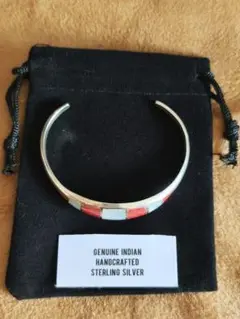 GENUINE INDIAN
HANDCRAFTED
STERLING SILVER